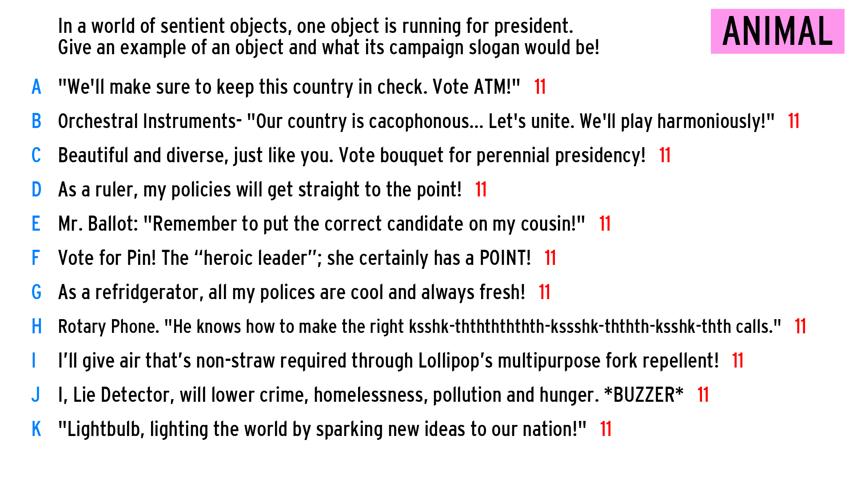 In a world of sentient objects, one object is running for president.
Give an example of an object and what its campaign slogan would be!
ANIMAL
A "We'll make sure to keep this country in check. Vote ATM!" 11
B Orchestral Instruments- "Our country is cacophonous... Let's unite. We'll play harmoniously!" 11
C Beautiful and diverse, just like you. Vote bouquet for perennial presidency! 11
D As a ruler, my policies will get straight to the point! 11
E Mr. Ballot: "Remember to put the correct candidate on my cousin!" 11
F Vote for Pin! The “heroic leader”; she certainly has a POINT! 11
G As a refridgerator, all my polices are cool and always fresh! 11
H Rotary Phone. "He knows how to make the right ksshk-thththththth-kssshk-ththth-ksshk-thth calls." 11
I I’ll give air that’s non-straw required through Lollipop’s multipurpose fork repellent! 11
J I, Lie Detector, will lower crime, homelessness, pollution and hunger. *BUZZER* 11
K "Lightbulb, lighting the world by sparking new ideas to our nation!" 11